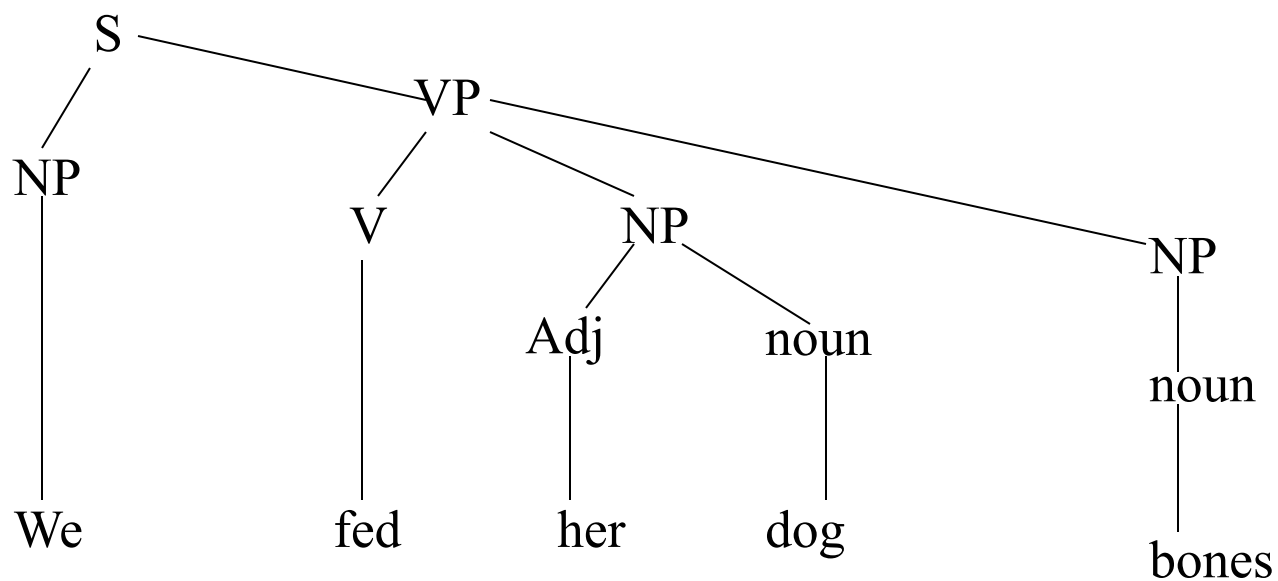 S
VP
NP
V NP
NP
Adj noun
noun
We fed her dog
bones